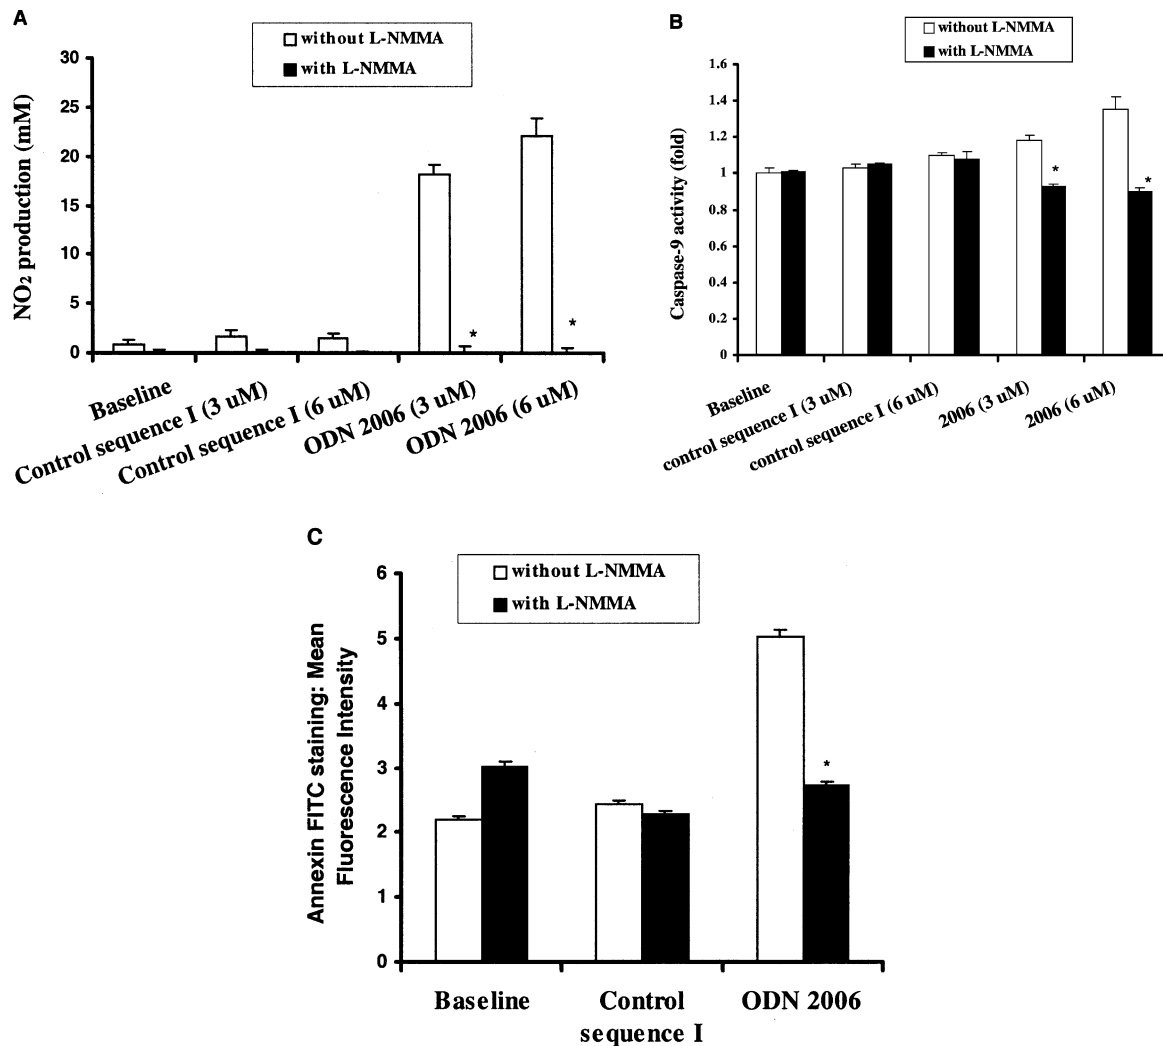 A
without L-NMMA
with L-NMMA
NO2 production (mM)
30
25
20
15
10
5
0
*
*
Baseline
Control sequence I (3 uM)
Control sequence I (6 uM)
ODN 2006 (3 uM)
ODN 2006 (6 uM)
B
without L-NMMA
with L-NMMA
Caspase-9 activity (fold)
1.6
1.4
1.2
1
0.8
0.6
0.4
0.2
0
*
*
Baseline
control sequence I (3 uM)
control sequence I (6 uM)
2006 (3 uM)
2006 (6 uM)
C
without L-NMMA
with L-NMMA
Annexin FITC staining: Mean
Fluorescence Intensity
6
5
4
3
2
1
0
*
Baseline
Control
sequence I
ODN 2006